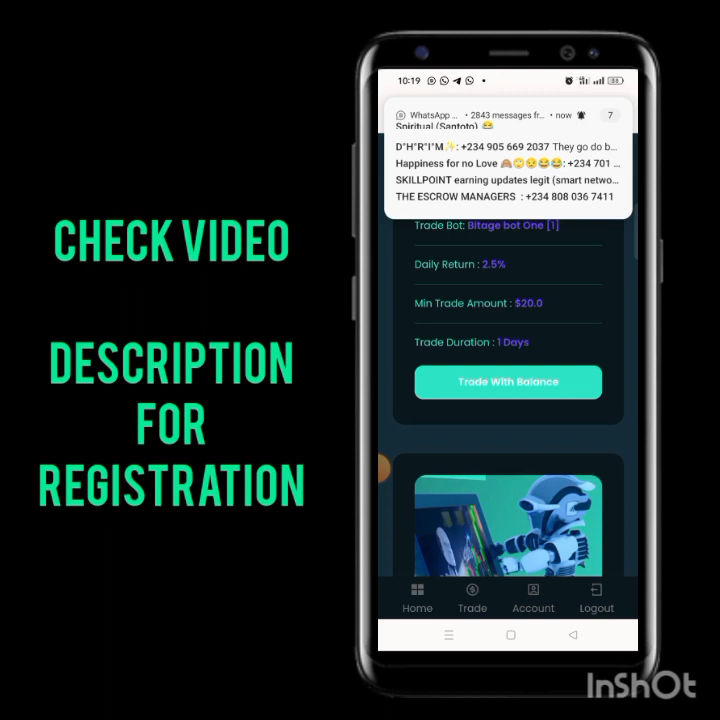 CHECK VIDEO
DESCRIPTION
FOR
REGISTRATION
10:19
WhatsApp ... • 2843 messages fr... • now 7
Spiritual (Santoto) 😂
D*H*R*I*M✨: +234 905 669 2037 They go do b...
Happiness for no Love 🙈🙄😒😂😂: +234 701 ...
SKILLPOINT earning updates legit (smart netwo...
THE ESCROW MANAGERS : +234 808 036 7411
Trade Bot: Bitage bot One [1]
Daily Return : 2.5%
Min Trade Amount : $20.0
Trade Duration : 1 Days
Trade With Balance
Home Trade Account Logout
InShOt